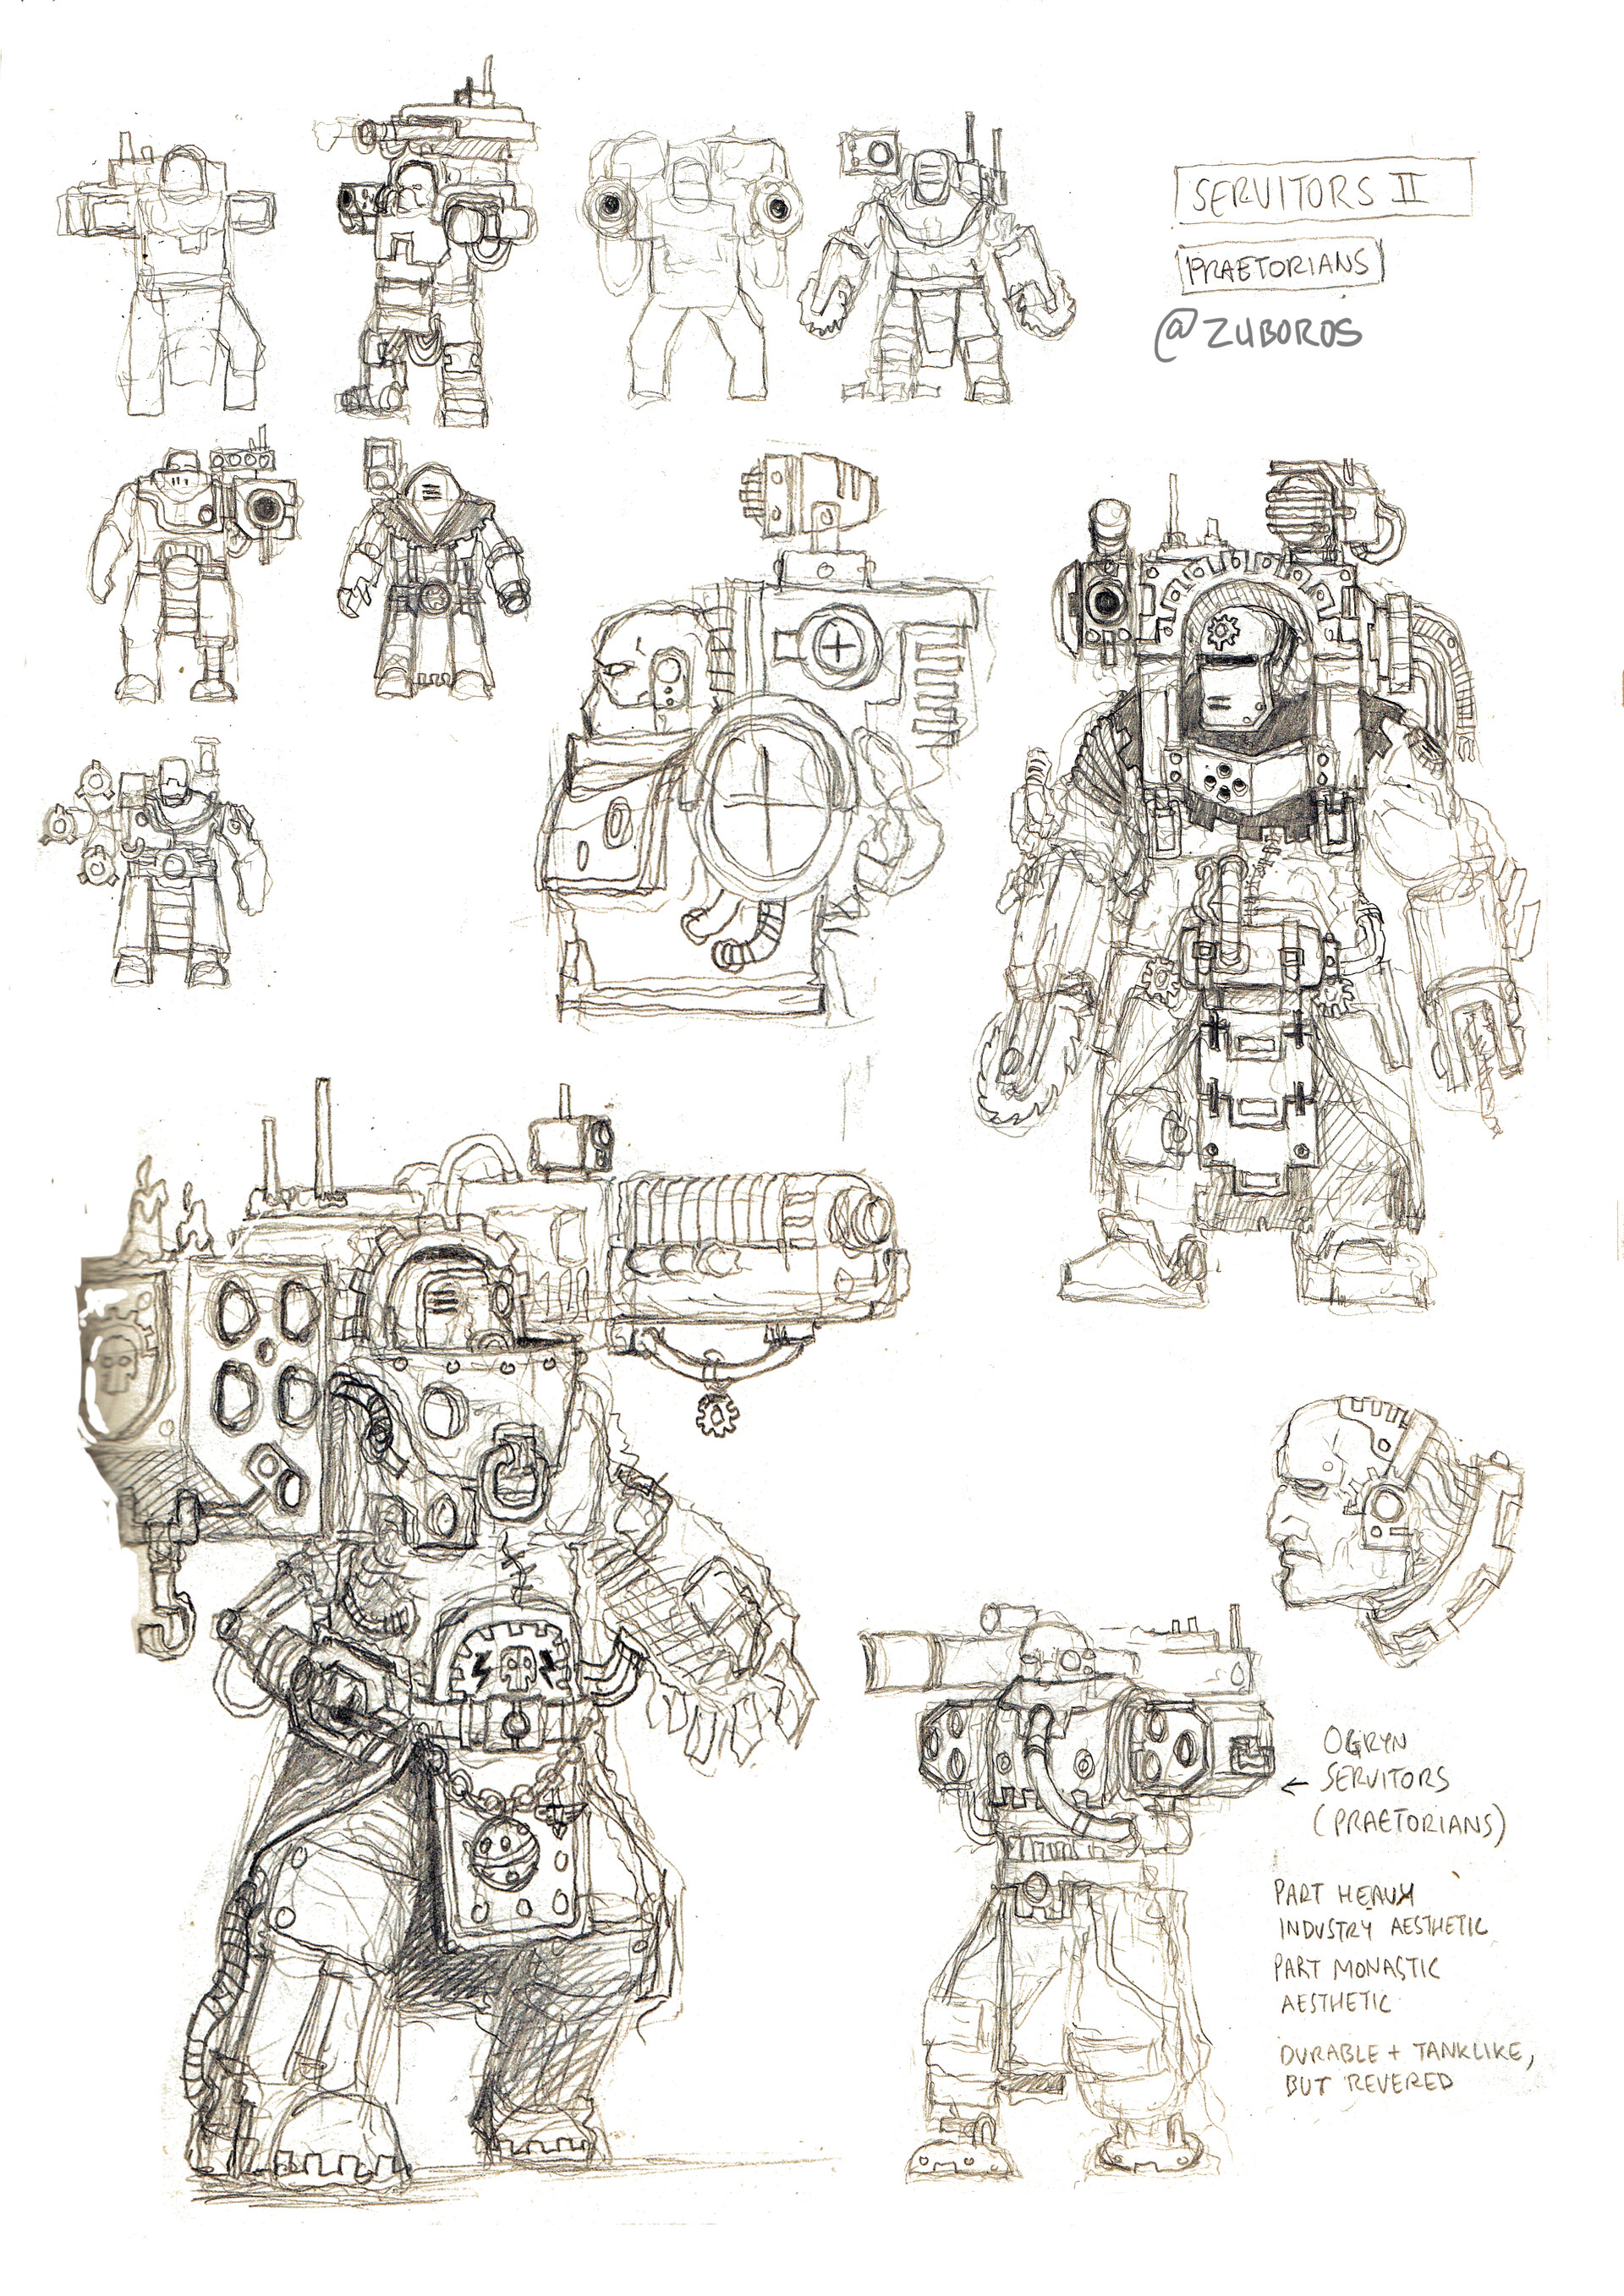 SERVITORS II
PRAETORIANS
@ZUBOROS
OGRYN
SERVITORS
(PRAETORIANS)
PART HEAVY
INDUSTRY AESTHETIC
PART MONASTIC
AESTHETIC
DURABLE + TANKLIKE,
BUT REVERED